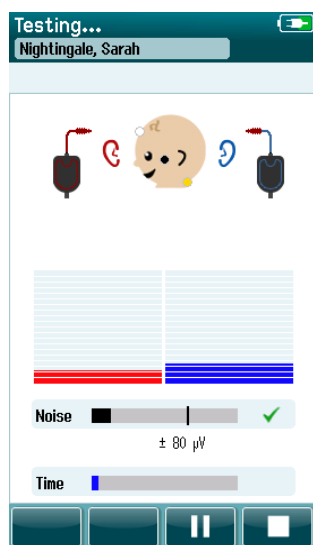 Testing...
Nightingale, Sarah
Noise
± 80 µV
Time